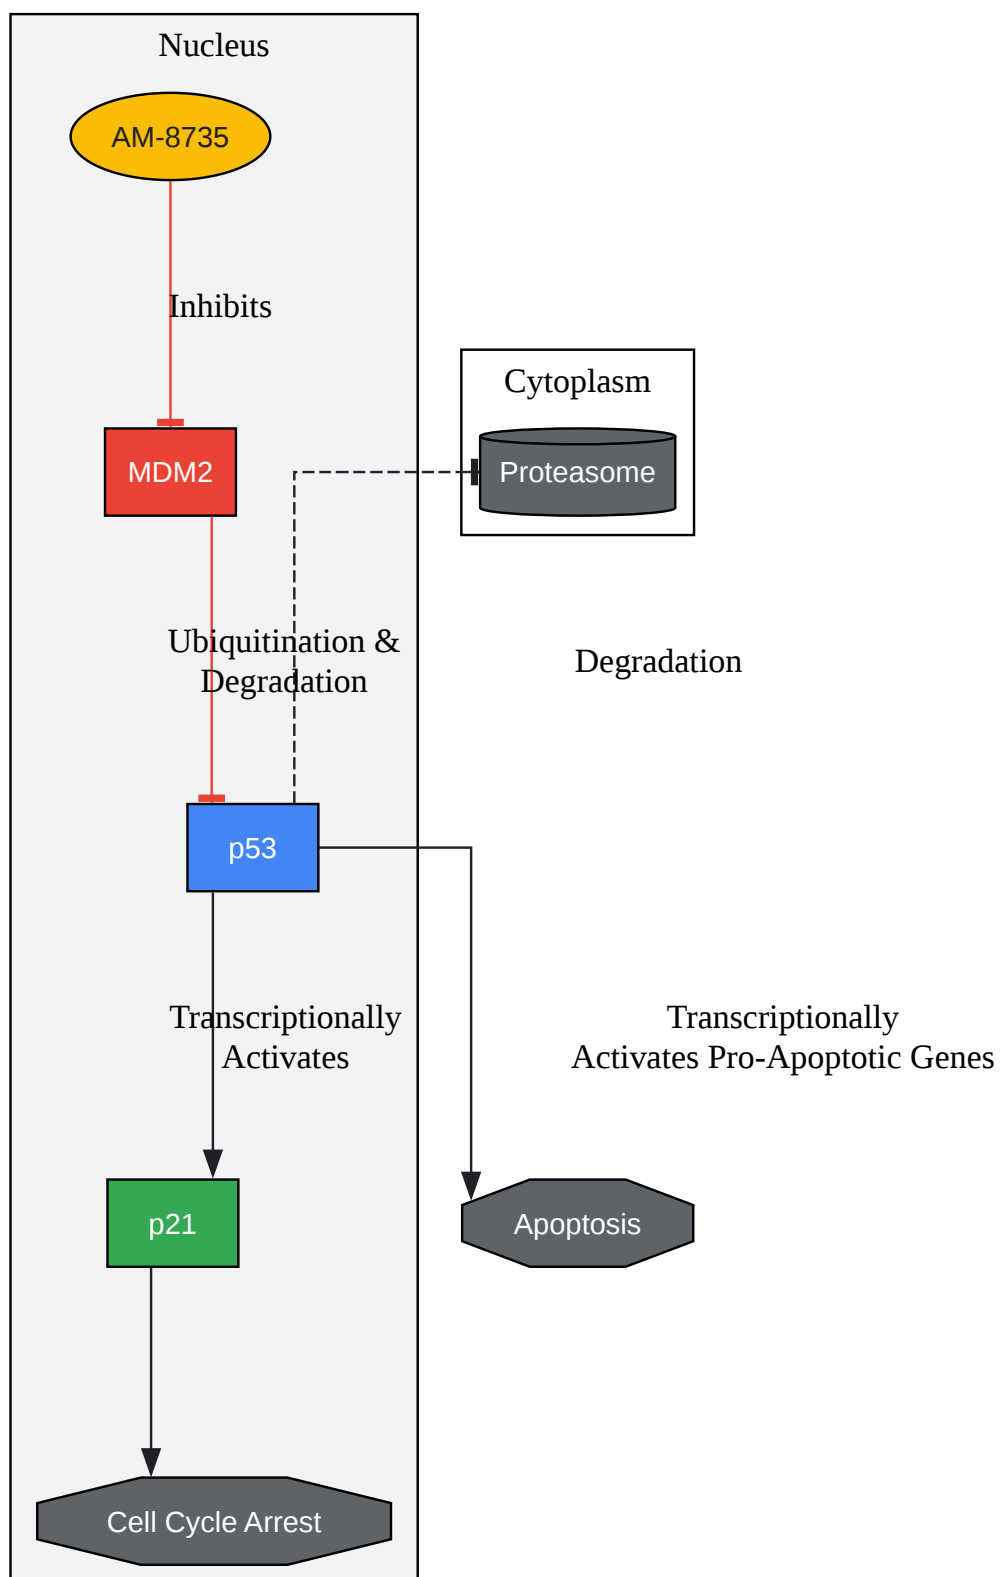 Nucleus
AM-8735
Inhibits
Cytoplasm
MDM2
Proteasome
Ubiquitination &
Degradation
Degradation
p53
Transcriptionally
Activates
Transcriptionally
Activates Pro-Apoptotic Genes
p21
Apoptosis
Cell Cycle Arrest